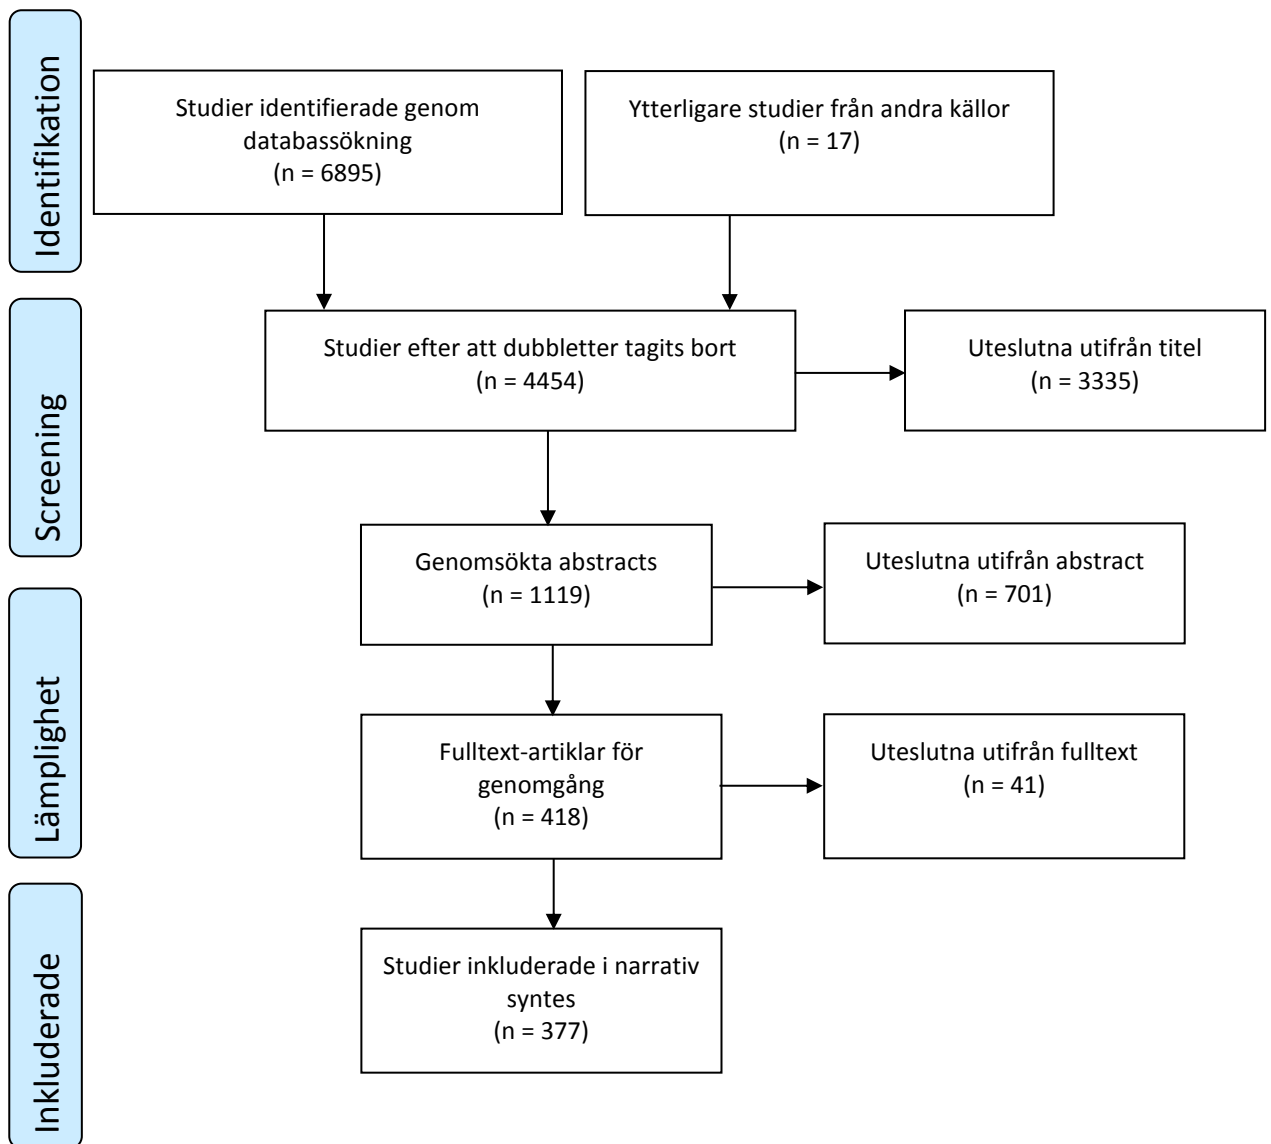 Identifikation
Studier identifierade genom
databassökning
(n = 6895)
Ytterligare studier från andra källor
(n = 17)
Screening
Studier efter att dubbletter tagits bort
(n = 4454)
Uteslutna utifrån titel
(n = 3335)
Genomsökta abstracts
(n = 1119)
Uteslutna utifrån abstract
(n = 701)
Lämplighet
Fulltext-artiklar för
genomgång
(n = 418)
Uteslutna utifrån fulltext
(n = 41)
Inkluderade
Studier inkluderade i narrativ
syntes
(n = 377)